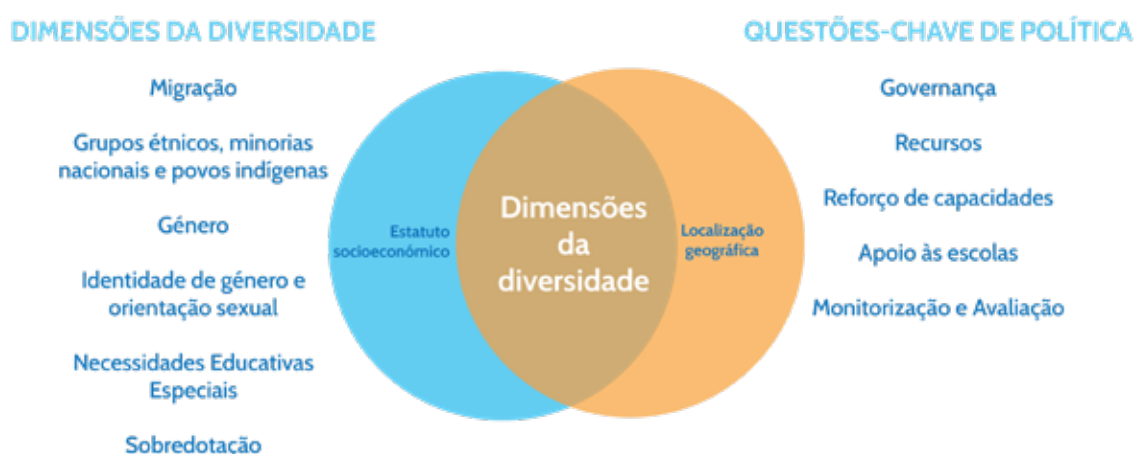 DIMENSÕES DA DIVERSIDADE
Migração
Grupos étnicos, minorias
nacionais e povos indígenas
Género
Identidade de género e
orientação sexual
Necessidades Educativas
Especiais
Sobredotação
Estatuto
socioeconómico
Dimensões
da
diversidade
Localização
geográfica
QUESTÕES-CHAVE DE POLÍTICA
Governança
Recursos
Reforço de capacidades
Apoio às escolas
Monitorização e Avaliação